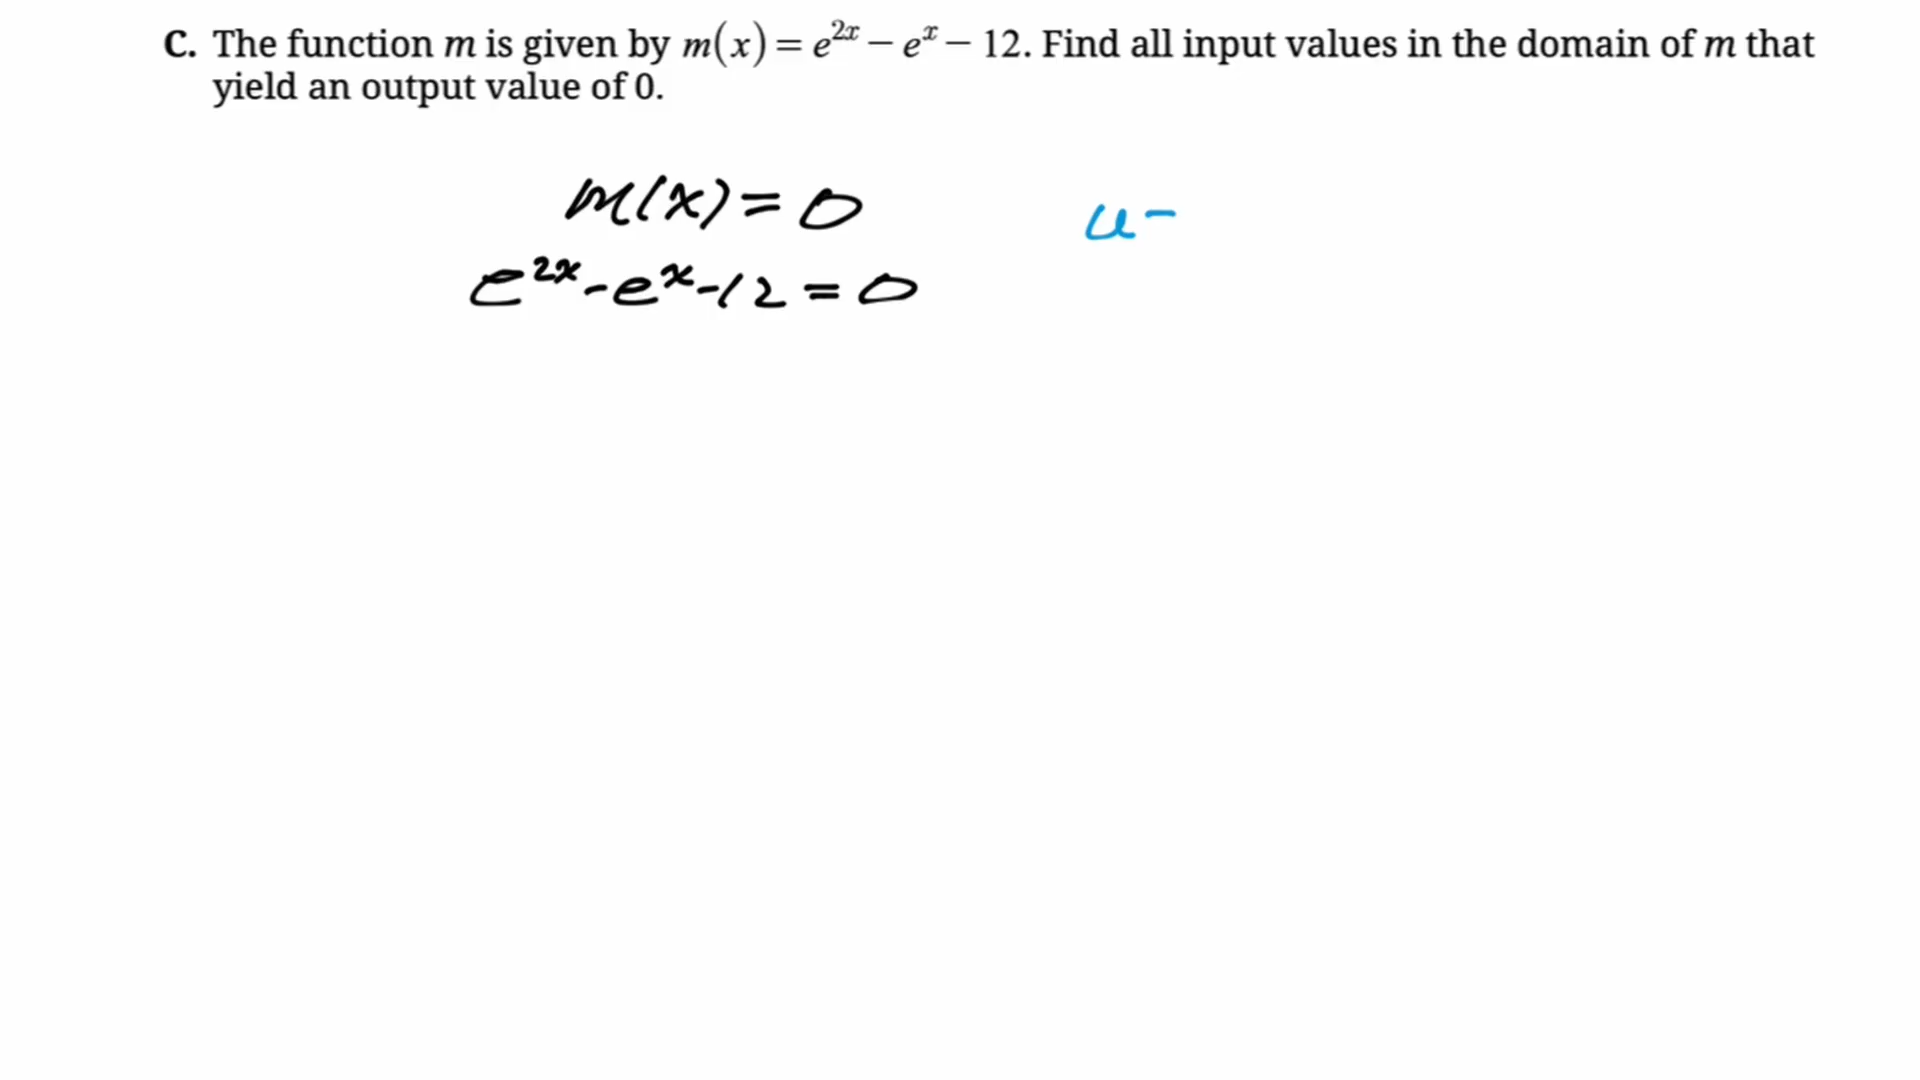 C. The function m is given by m(x) = e^{2x} − e^x − 12. Find all input values in the domain of m that
yield an output value of 0.
m(x) = 0
u =
e^{2x} - e^x - 12 = 0